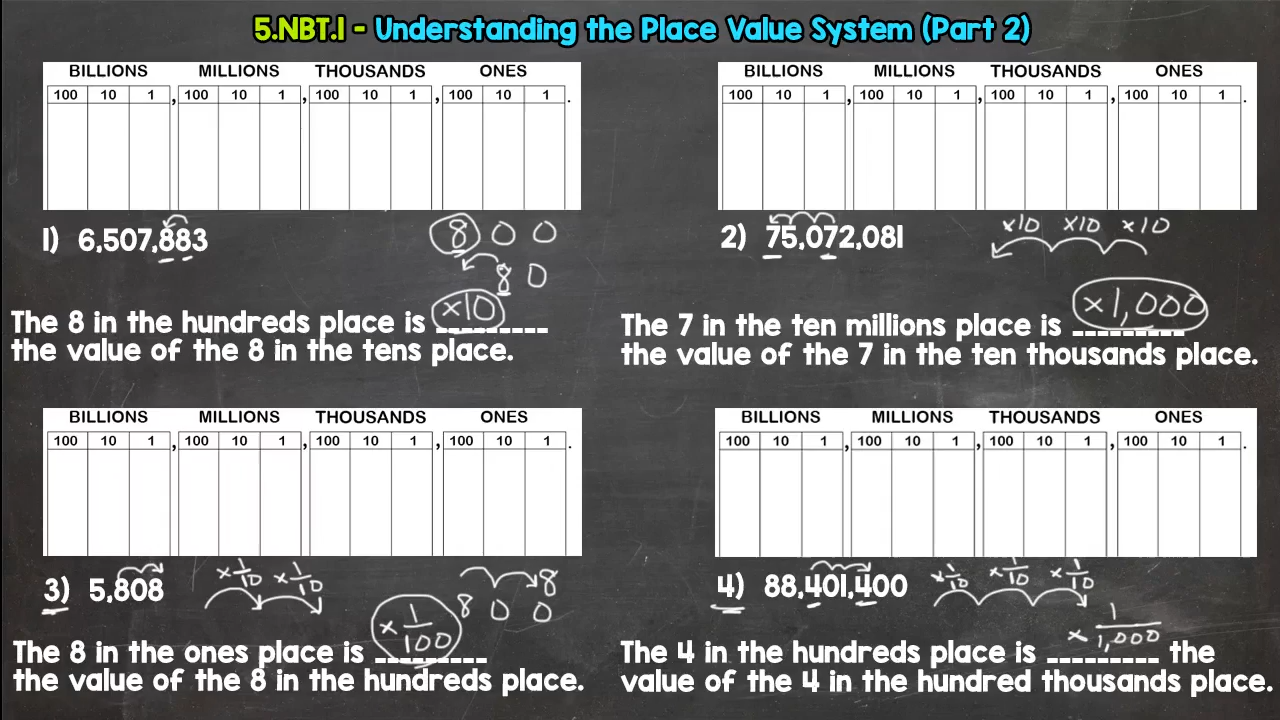 5.NBT.1 - Understanding the Place Value System (Part 2)
BILLIONS MILLIONS THOUSANDS ONES
100 10 1 , 100 10 1 , 100 10 1 , 100 10 1 .
1) 6,507,883
8 0 0
8 0
×10
The 8 in the hundreds place is _________
the value of the 8 in the tens place.
BILLIONS MILLIONS THOUSANDS ONES
100 10 1 , 100 10 1 , 100 10 1 , 100 10 1 .
2) 75,072,081
×10 ×10 ×10
×1,000
The 7 in the ten millions place is _________
the value of the 7 in the ten thousands place.
BILLIONS MILLIONS THOUSANDS ONES
100 10 1 , 100 10 1 , 100 10 1 , 100 10 1 .
3) 5,808
×1/10 ×1/10
8
8 0 0
×1/100
The 8 in the ones place is _________
the value of the 8 in the hundreds place.
BILLIONS MILLIONS THOUSANDS ONES
100 10 1 , 100 10 1 , 100 10 1 , 100 10 1 .
4) 88,401,400
×1/10 ×1/10 ×1/10
×1/1,000
The 4 in the hundreds place is _________ the
value of the 4 in the hundred thousands place.